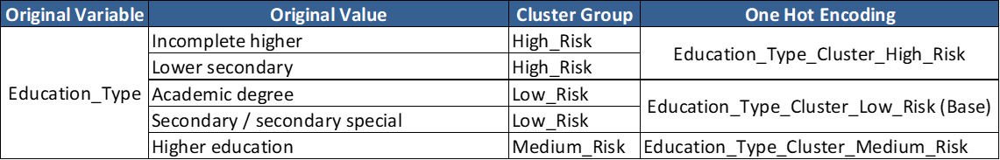 Original Variable Original Value Cluster Group One Hot Encoding
Incomplete higher High_Risk
Education_Type_Cluster_High_Risk
Lower secondary High_Risk
Education_Type
Academic degree Low_Risk
Education_Type_Cluster_Low_Risk (Base)
Secondary / secondary special Low_Risk
Higher education Medium_Risk Education_Type_Cluster_Medium_Risk